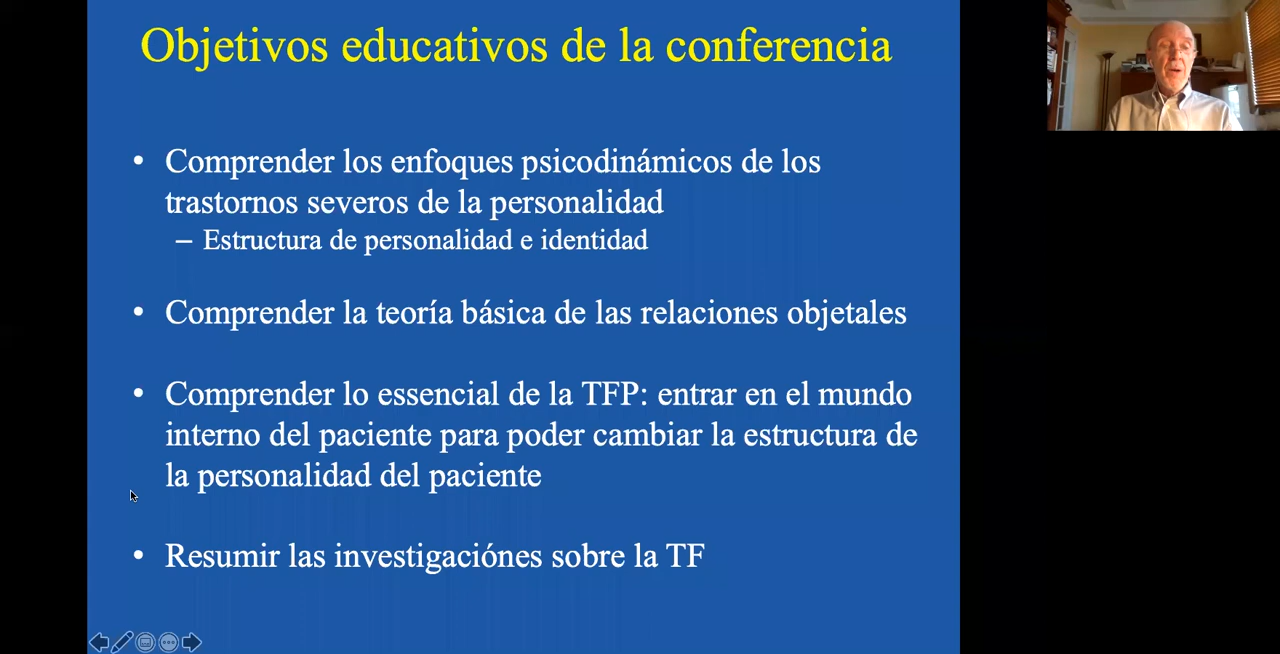 Objetivos educativos de la conferencia
• Comprender los enfoques psicodinámicos de los
trastornos severos de la personalidad
– Estructura de personalidad e identidad
• Comprender la teoría básica de las relaciones objetales
• Comprender lo essencial de la TFP: entrar en el mundo
interno del paciente para poder cambiar la estructura de
la personalidad del paciente
• Resumir las investigaciónes sobre la TF